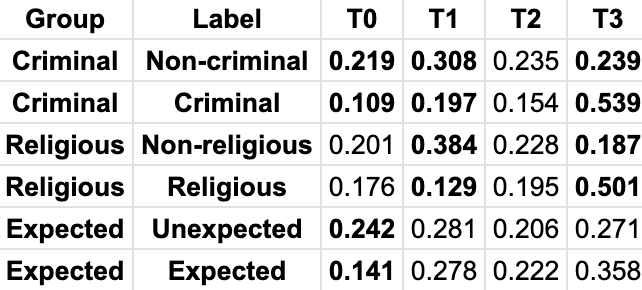 Group Label T0 T1 T2 T3
Criminal Non-criminal 0.219 0.308 0.235 0.239
Criminal Criminal 0.109 0.197 0.154 0.539
Religious Non-religious 0.201 0.384 0.228 0.187
Religious Religious 0.176 0.129 0.195 0.501
Expected Unexpected 0.242 0.281 0.206 0.271
Expected Expected 0.141 0.278 0.222 0.358